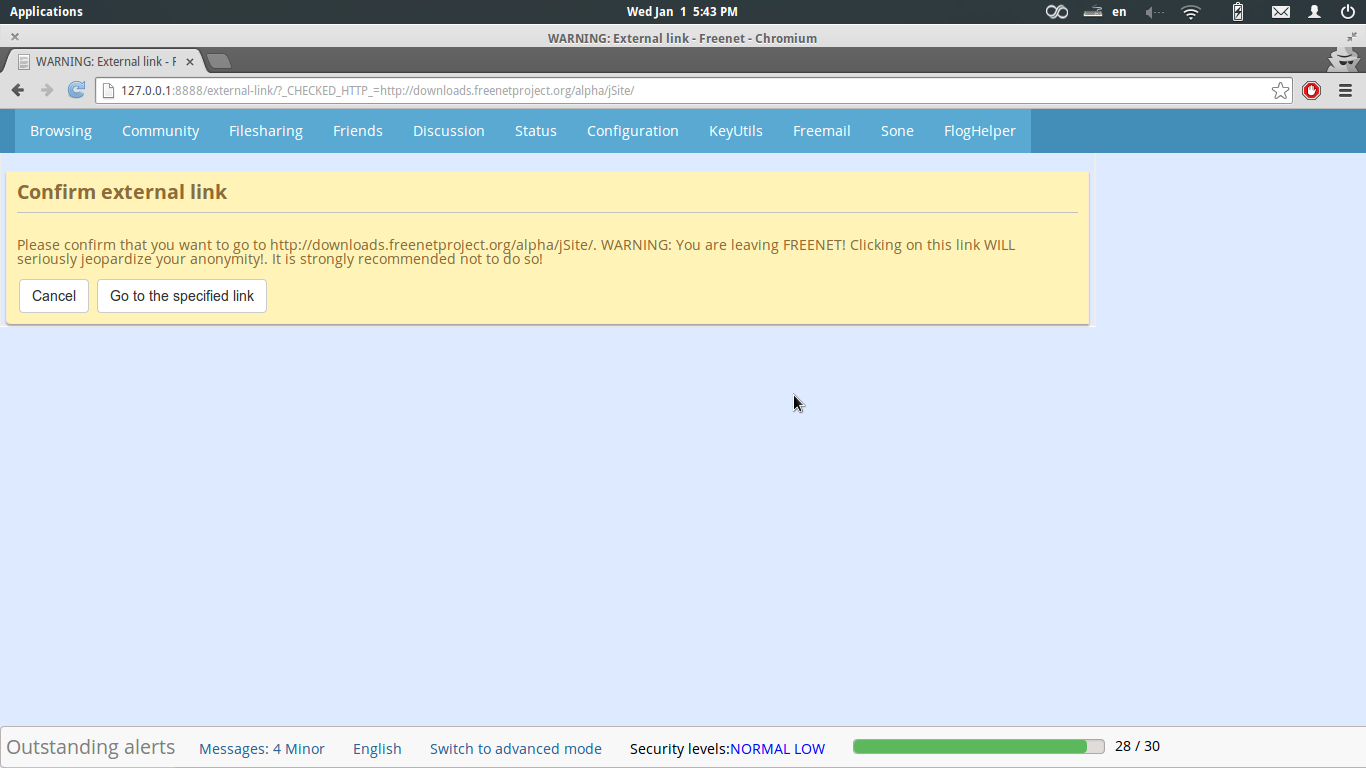 Applications
Wed Jan 1 5:43 PM
en
WARNING: External link - Freenet - Chromium
WARNING: External link - F
127.0.0.1:8888/external-link/?_CHECKED_HTTP_=http://downloads.freenetproject.org/alpha/jSite/
Browsing Community Filesharing Friends Discussion Status Configuration KeyUtils Freemail Sone FlogHelper
Confirm external link
Please confirm that you want to go to http://downloads.freenetproject.org/alpha/jSite/. WARNING: You are leaving FREENET! Clicking on this link WILL
seriously jeopardize your anonymity!. It is strongly recommended not to do so!
Cancel Go to the specified link
Outstanding alerts Messages: 4 Minor English Switch to advanced mode Security levels:NORMAL LOW 28 / 30